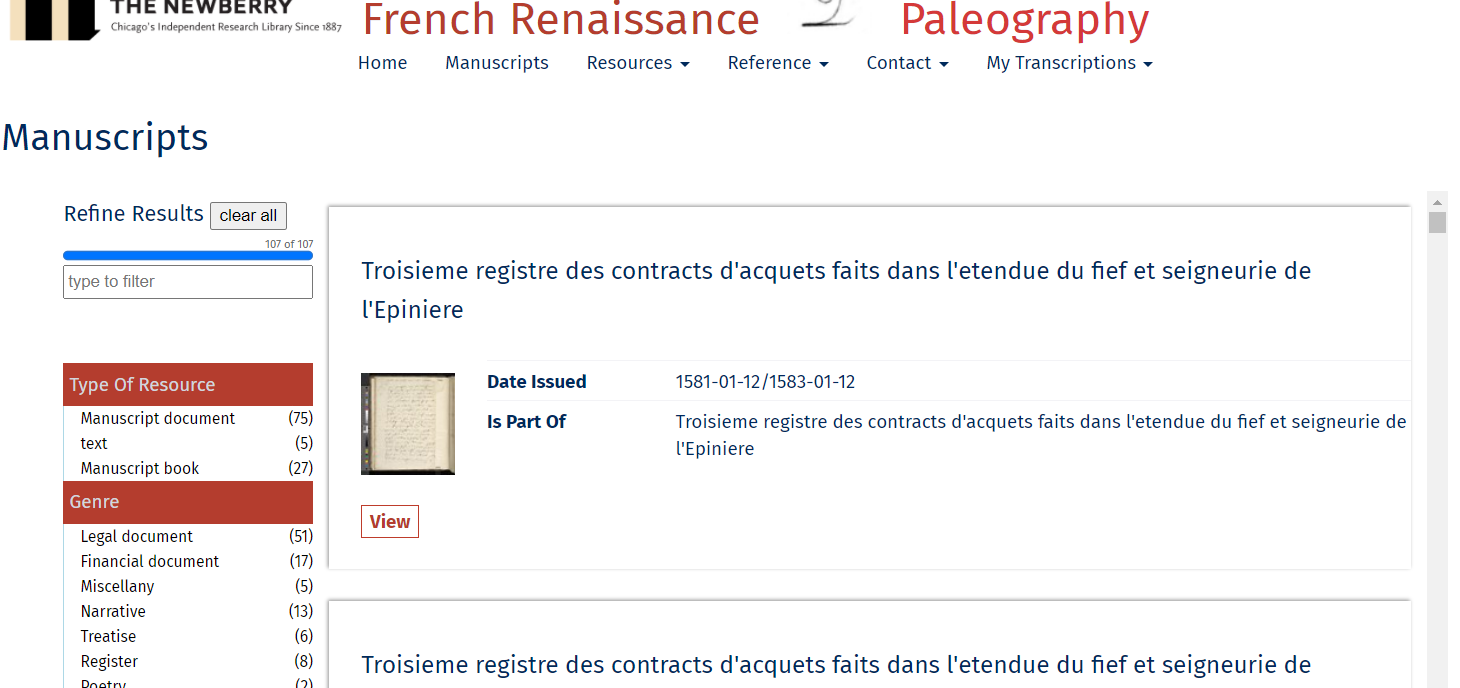 THE NEWBERRY
Chicago's Independent Research Library Since 1887
French Renaissance Paleography
Home Manuscripts Resources Reference Contact My Transcriptions
Manuscripts
Refine Results clear all
107 of 107
type to filter
Type Of Resource
Manuscript document (75)
text (5)
Manuscript book (27)
Genre
Legal document (51)
Financial document (17)
Miscellany (5)
Narrative (13)
Treatise (6)
Register (8)
Poetry (2)
Troisieme registre des contracts d'acquets faits dans l'etendue du fief et seigneurie de
l'Epiniere
Date Issued 1581-01-12/1583-01-12
Is Part Of Troisieme registre des contracts d'acquets faits dans l'etendue du fief et seigneurie de
l'Epiniere
View
Troisieme registre des contracts d'acquets faits dans l'etendue du fief et seigneurie de